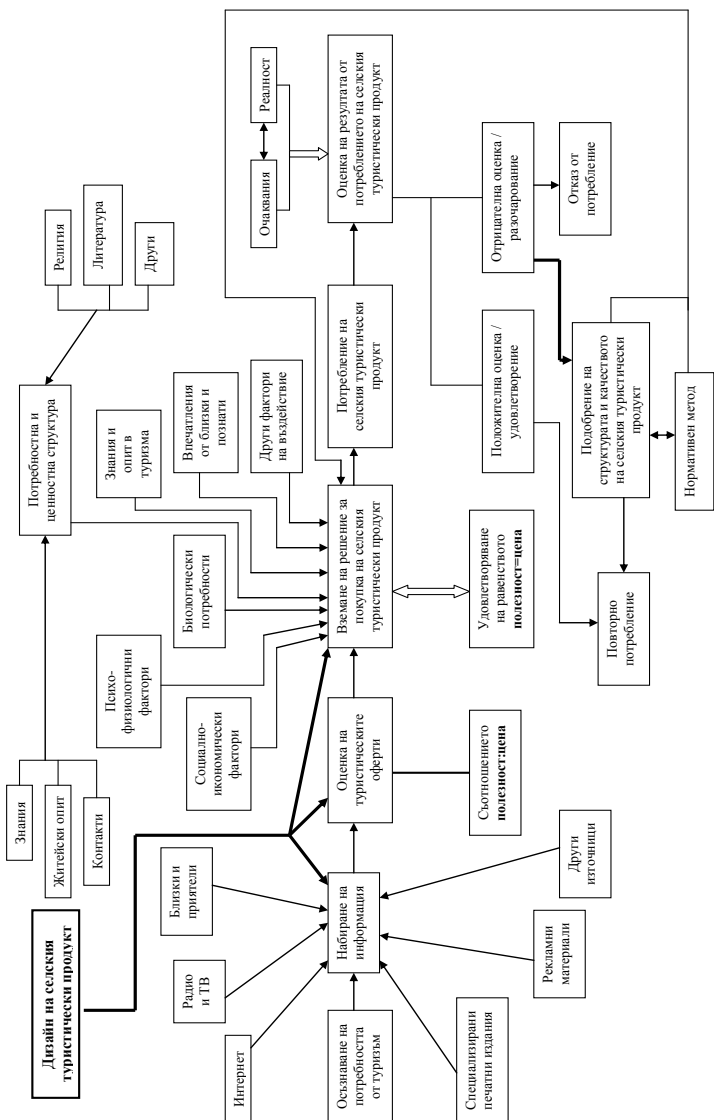 Дизайн на селския
туристически продукт
Знания
Житейски опит
Контакти
Потребностна и
ценностна структура
Религия
Литература
Други
Интернет
Радио
и ТВ
Близки и
приятели
Психо-
физиологични
фактори
Социално-
икономически
фактори
Биологически
потребности
Знания и
опит в
туризма
Впечатления
от близки и
познати
Други фактори
на въздействие
Очаквания
Реалност
Осъзнаване на
потребността
от туризъм
Набиране на
информация
Оценка на
туристическите
оферти
Вземане на решение за
покупка на селския
туристически продукт
Потребление на
селския туристически
продукт
Оценка на резултата от
потреблението на селския
туристически продукт
Специализирани
печатни издания
Рекламни
материали
Други
източници
Съотношението
полезност:цена
Удовлетворяване
на равенството
полезност=цена
Положителна оценка /
удовлетворение
Отрицателна оценка /
разочарование
Повторно
потребление
Подобрение на
структурата и качеството
на селския туристически
продукт
Отказ от
потребление
Нормативен метод